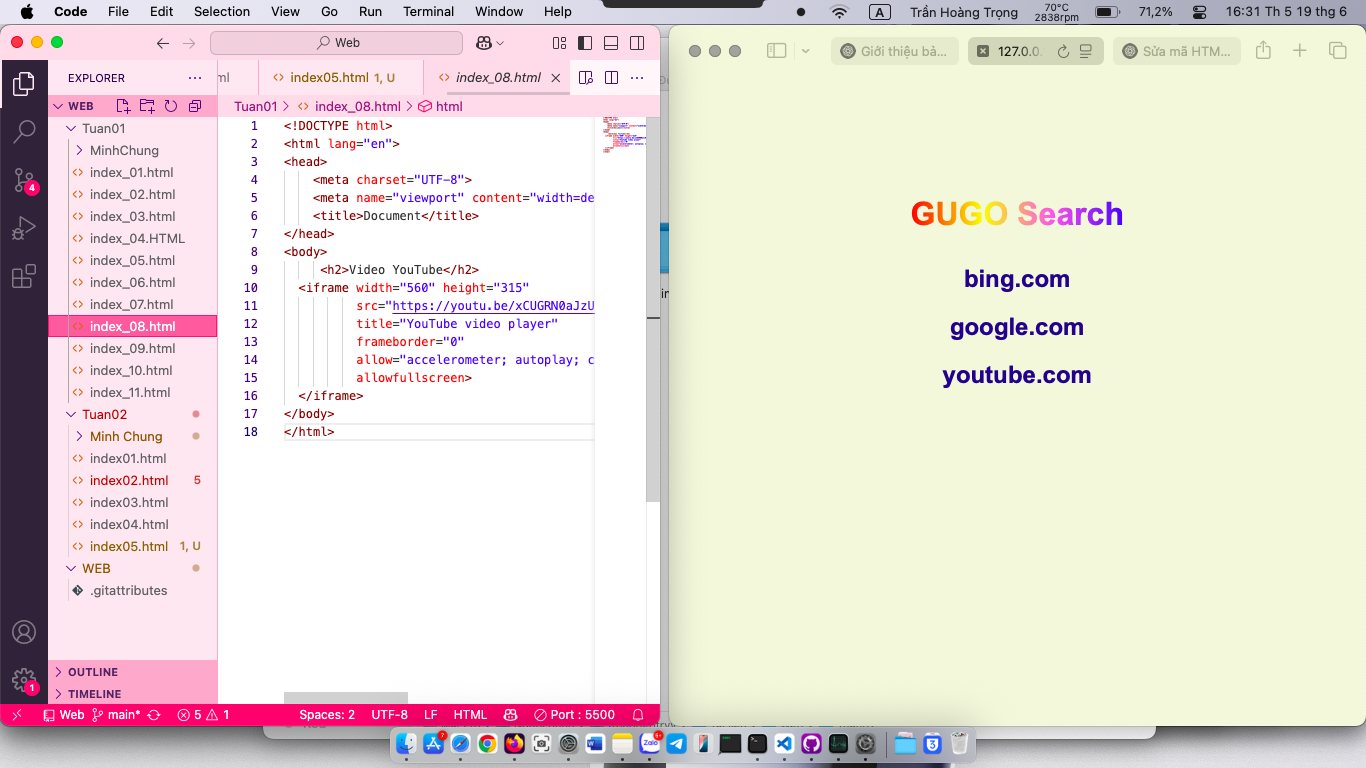 Code File Edit Selection View Go Run Terminal Window Help
A Trần Hoàng Trọng 70°C 2838rpm 71,2% 16:31 Th 5 19 thg 6
Web
EXPLORER
WEB
Tuan01
MinhChung
index_01.html
index_02.html
index_03.html
index_04.HTML
index_05.html
index_06.html
index_07.html
index_08.html
index_09.html
index_10.html
index_11.html
Tuan02
Minh Chung
index01.html
index02.html 5
index03.html
index04.html
index05.html 1, U
WEB
.gitattributes
OUTLINE
TIMELINE
4
1
index05.html 1, U
index_08.html
Tuan01 > index_08.html > html
1 <!DOCTYPE html>
2 <html lang="en">
3 <head>
4 <meta charset="UTF-8">
5 <meta name="viewport" content="width=de
6 <title>Document</title>
7 </head>
8 <body>
9 <h2>Video YouTube</h2>
10 <iframe width="560" height="315"
11 src="https://youtu.be/xCUGRN0aJzU
12 title="YouTube video player"
13 frameborder="0"
14 allow="accelerometer; autoplay; c
15 allowfullscreen>
16 </iframe>
17 </body>
18 </html>
Web main* 5 1 Spaces: 2 UTF-8 LF HTML Port : 5500
Giới thiệu bả...
127.0.0.
Sửa mã HTM...
GUGO Search
bing.com
google.com
youtube.com
7
Zalo
3